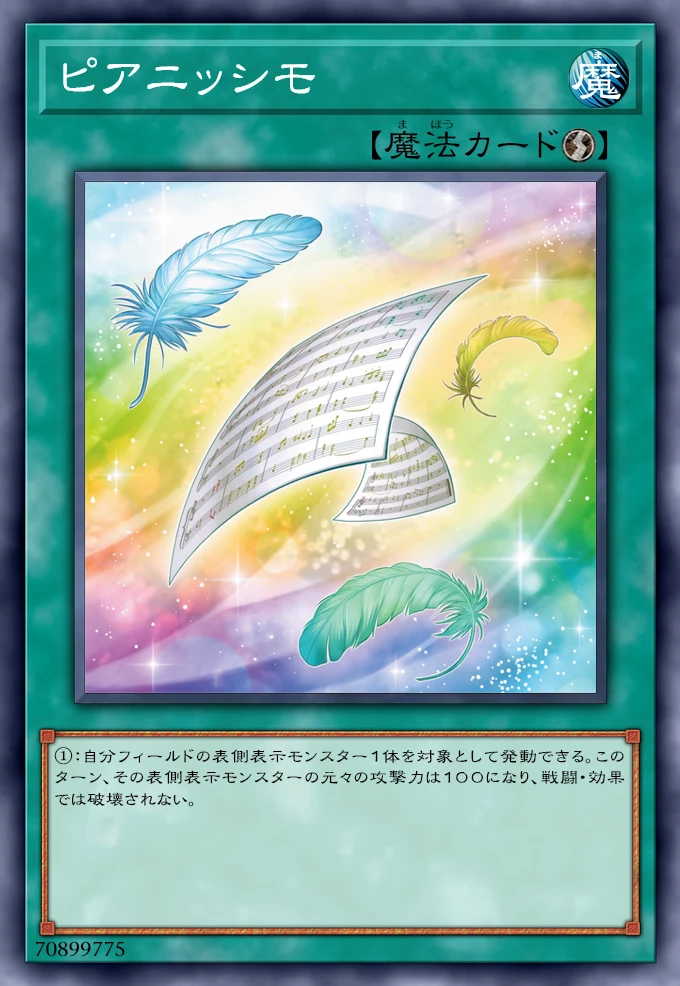 ピアニッシモ
魔
ま
【魔法カード】
ま ほう
①:自分フィールドの表側表示モンスター1体を対象として発動できる。この
ターン、その表側表示モンスターの元々の攻撃力は100になり、戦闘・効果
では破壊されない。
70899775